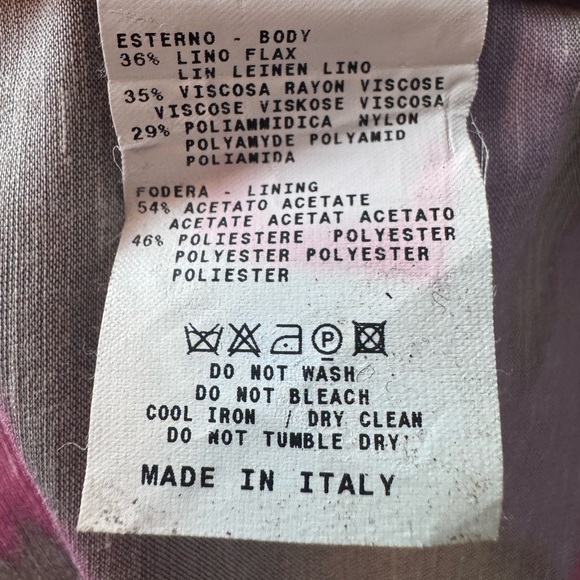 ESTERNO - BODY
36% LINO FLAX
LIN LEINEN LINO
35% VISCOSA RAYON VISCOSE
VISCOSE VISKOSE VISCOSA
29% POLIAMMIDICA NYLON
POLYAMYDE POLYAMID
POLIAMIDA
FODERA - LINING
54% ACETATO ACETATE
ACETATE ACETAT ACETATO
46% POLIESTERE POLYESTER
POLYESTER POLYESTER
POLIESTER
P
DO NOT WASH
DO NOT BLEACH
COOL IRON / DRY CLEAN
DO NOT TUMBLE DRY
MADE IN ITALY